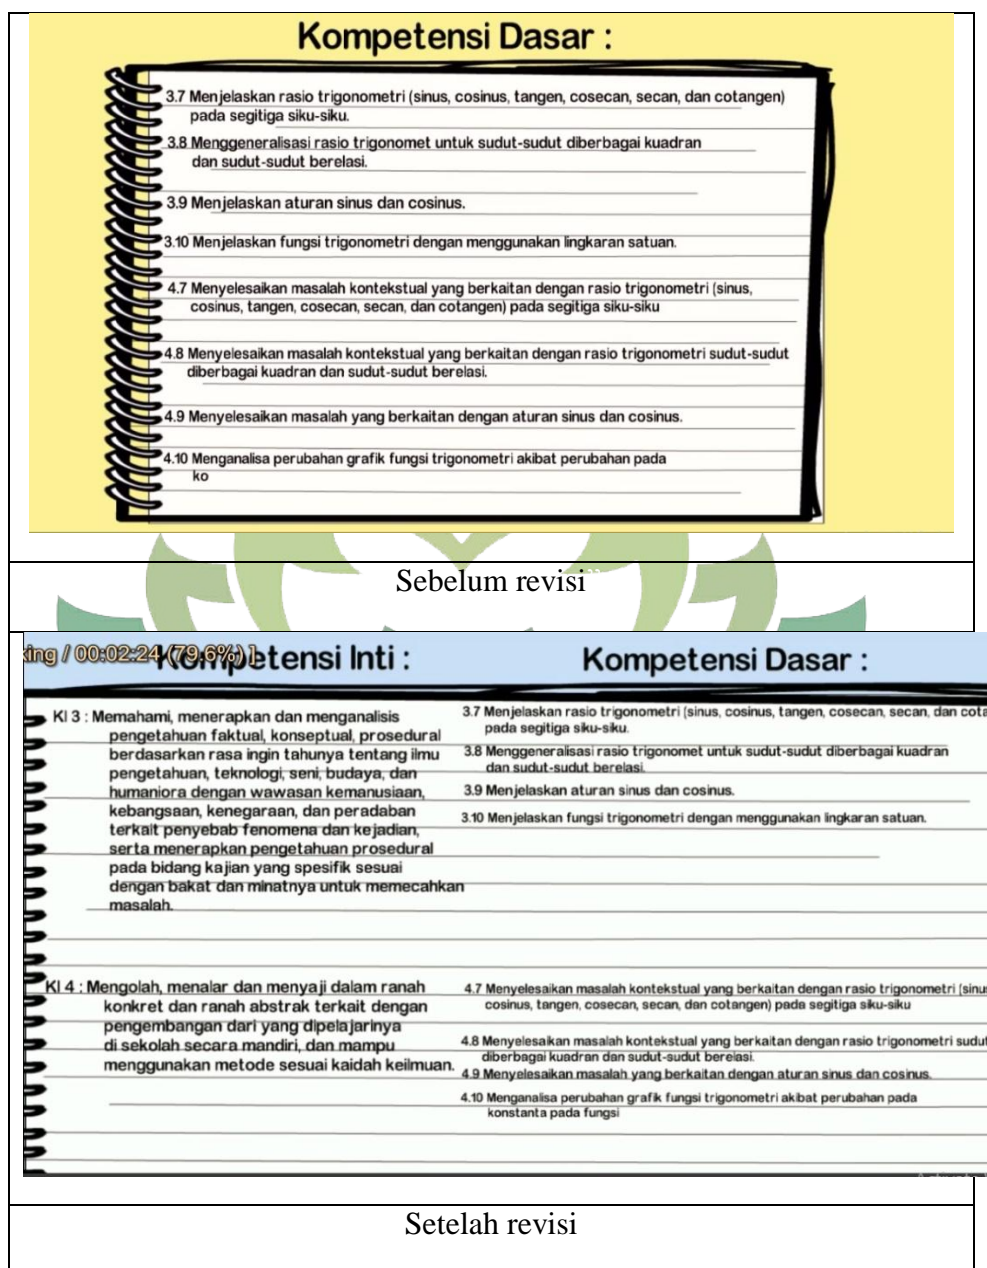 Kompetensi Dasar :
3.7 Menjelaskan rasio trigonometri (sinus, cosinus, tangen, cosecan, secan, dan cotangen)
pada segitiga siku-siku.
3.8 Menggeneralisasi rasio trigonomet untuk sudut-sudut diberbagai kuadran
dan sudut-sudut berelasi.
3.9 Menjelaskan aturan sinus dan cosinus.
3.10 Menjelaskan fungsi trigonometri dengan menggunakan lingkaran satuan.
4.7 Menyelesaikan masalah kontekstual yang berkaitan dengan rasio trigonometri (sinus,
cosinus, tangen, cosecan, secan, dan cotangen) pada segitiga siku-siku
4.8 Menyelesaikan masalah kontekstual yang berkaitan dengan rasio trigonometri sudut-sudut
diberbagai kuadran dan sudut-sudut berelasi.
4.9 Menyelesaikan masalah yang berkaitan dengan aturan sinus dan cosinus.
4.10 Menganalisa perubahan grafik fungsi trigonometri akibat perubahan pada
ko
Sebelum revisi
king / 00:02:24 (79.6%) ]
Kompetensi Inti :
KI 3 : Memahami, menerapkan dan menganalisis
pengetahuan faktual, konseptual, prosedural
berdasarkan rasa ingin tahunya tentang ilmu
pengetahuan, teknologi, seni, budaya, dan
humaniora dengan wawasan kemanusiaan,
kebangsaan, kenegaraan, dan peradaban
terkait penyebab fenomena dan kejadian,
serta menerapkan pengetahuan prosedural
pada bidang kajian yang spesifik sesuai
dengan bakat dan minatnya untuk memecahkan
masalah.
KI 4 : Mengolah, menalar dan menyaji dalam ranah
konkret dan ranah abstrak terkait dengan
pengembangan dari yang dipelajarinya
di sekolah secara mandiri, dan mampu
menggunakan metode sesuai kaidah keilmuan.
Kompetensi Dasar :
3.7 Menjelaskan rasio trigonometri (sinus, cosinus, tangen, cosecan, secan, dan cota
pada segitiga siku-siku.
3.8 Menggeneralisasi rasio trigonomet untuk sudut-sudut diberbagai kuadran
dan sudut-sudut berelasi.
3.9 Menjelaskan aturan sinus dan cosinus.
3.10 Menjelaskan fungsi trigonometri dengan menggunakan lingkaran satuan.
4.7 Menyelesaikan masalah kontekstual yang berkaitan dengan rasio trigonometri (sinus
cosinus, tangen, cosecan, secan, dan cotangen) pada segitiga siku-siku
4.8 Menyelesaikan masalah kontekstual yang berkaitan dengan rasio trigonometri sudut
diberbagai kuadran dan sudut-sudut berelasi.
4.9 Menyelesaikan masalah yang berkaitan dengan aturan sinus dan cosinus.
4.10 Menganalisa perubahan grafik fungsi trigonometri akibat perubahan pada
konstanta pada fungsi
Setelah revisi